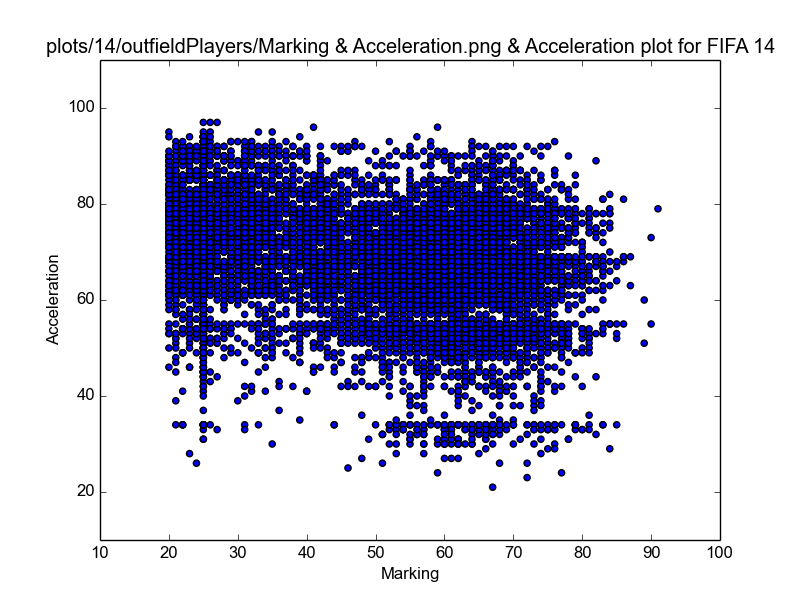 plots/14/outfieldPlayers/Marking & Acceleration.png & Acceleration plot for FIFA 14
100
80
60
40
20
Acceleration
10 20 30 40 50 60 70 80 90 100
Marking